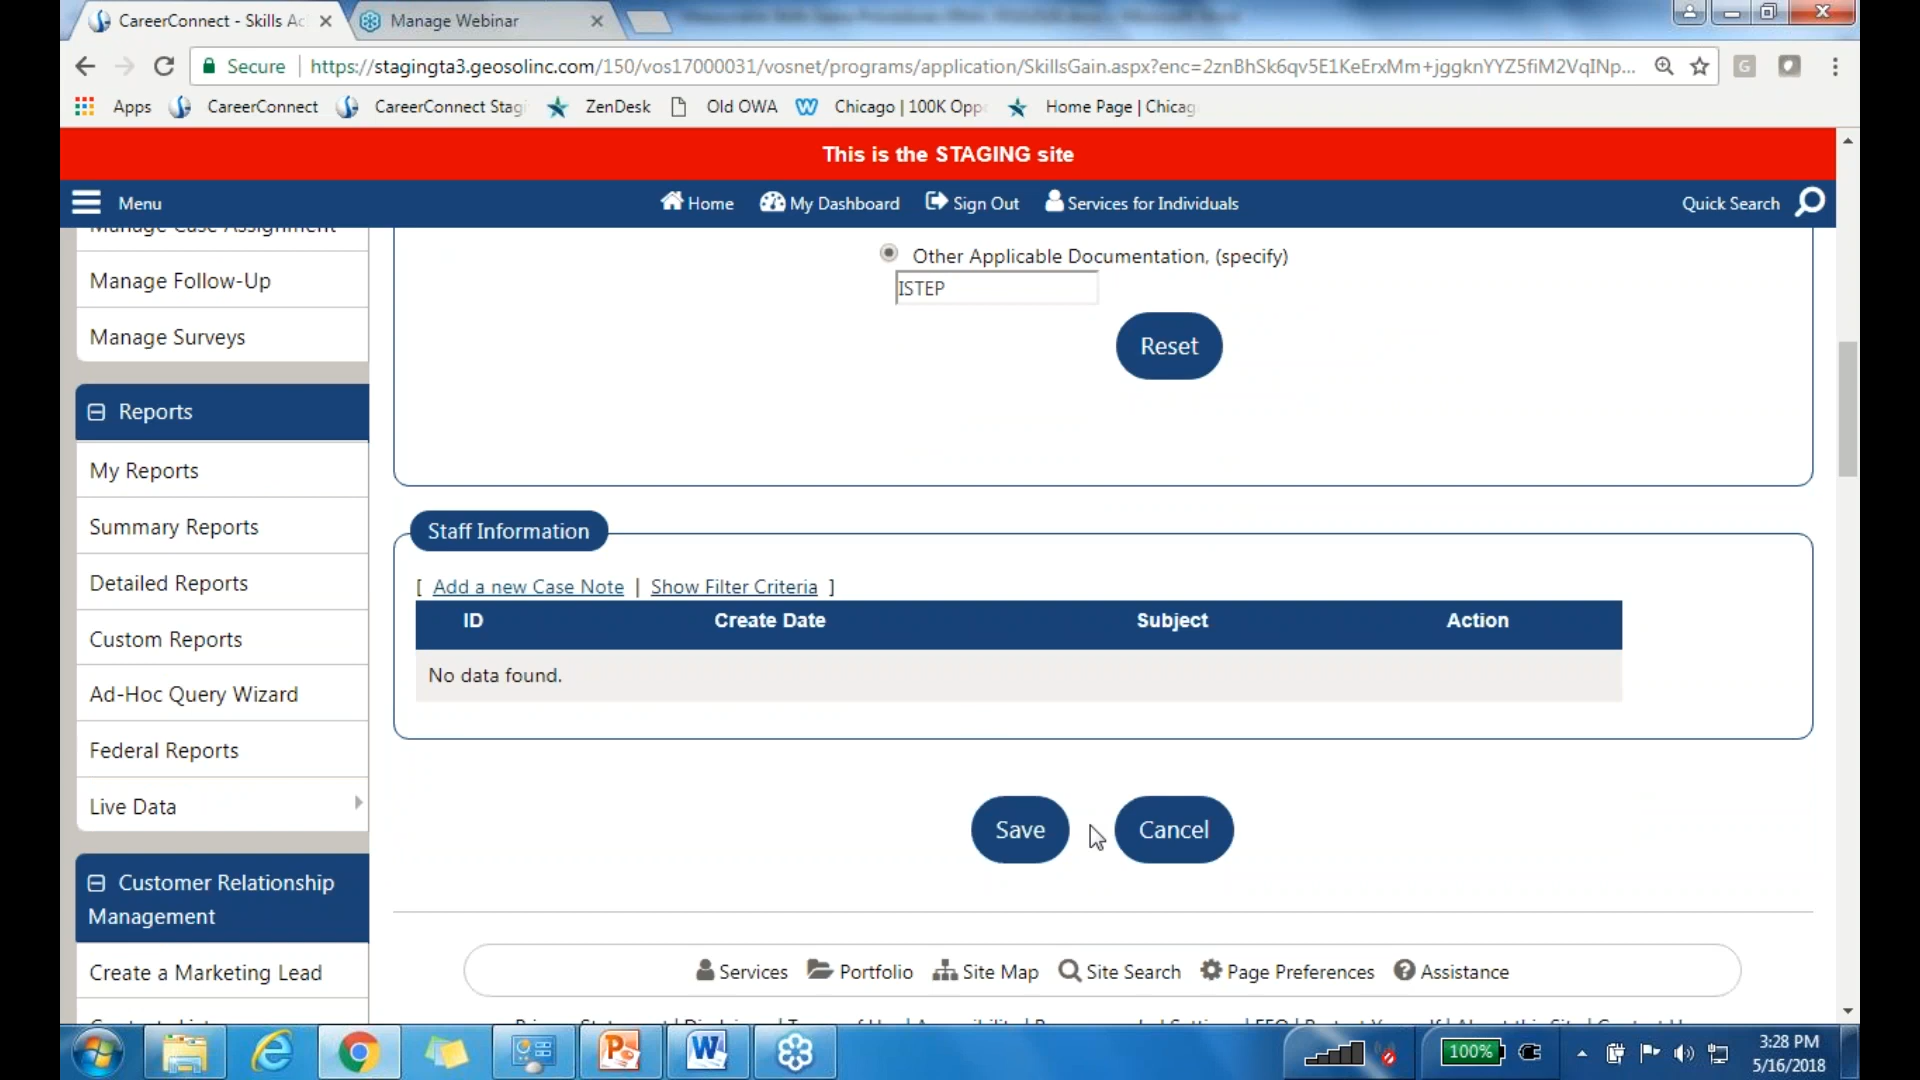 CareerConnect - Skills Ac
Manage Webinar
Secure
https://stagingta3.geosolinc.com/150/vos17000031/vosnet/programs/application/SkillsGain.aspx?enc=2znBhSk6qv5E1KeErxMm+jggknYYZ5fiM2VqINp...
Apps CareerConnect CareerConnect Stagi ZenDesk Old OWA Chicago | 100K Oppo Home Page | Chicag
This is the STAGING site
Menu Home My Dashboard Sign Out Services for Individuals Quick Search
Manage Case Assignment
Manage Follow-Up
Manage Surveys
Reports
My Reports
Summary Reports
Detailed Reports
Custom Reports
Ad-Hoc Query Wizard
Federal Reports
Live Data
Customer Relationship
Management
Create a Marketing Lead
Other Applicable Documentation, (specify)
ISTEP
Reset
Staff Information
[ Add a new Case Note | Show Filter Criteria ]
ID Create Date Subject Action
No data found.
Save Cancel
Services Portfolio Site Map Site Search Page Preferences Assistance
100%
3:28 PM
5/16/2018